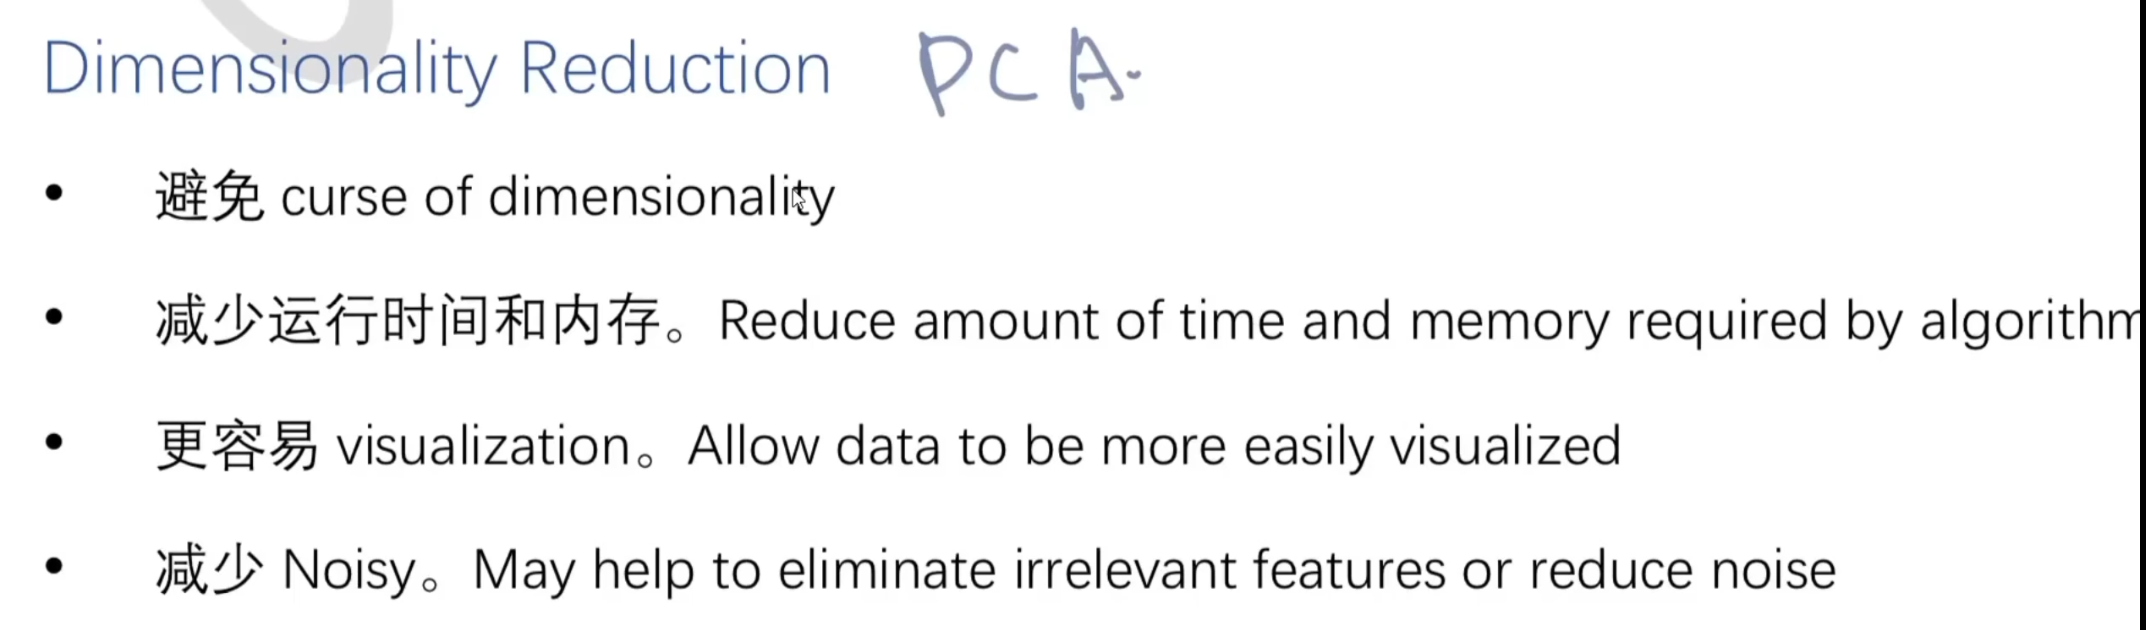 Dimensionality Reduction PCA.
• 避免 curse of dimensionality
• 减少运行时间和内存。Reduce amount of time and memory required by algorithm
• 更容易 visualization。Allow data to be more easily visualized
• 减少 Noisy。May help to eliminate irrelevant features or reduce noise